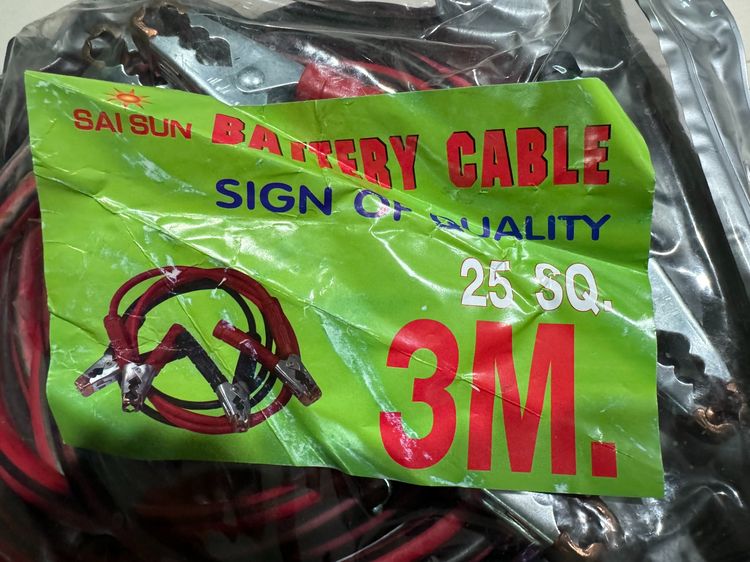 SAI SUN BATTERY CABLE
SIGN OF QUALITY
25 SQ.
3M.